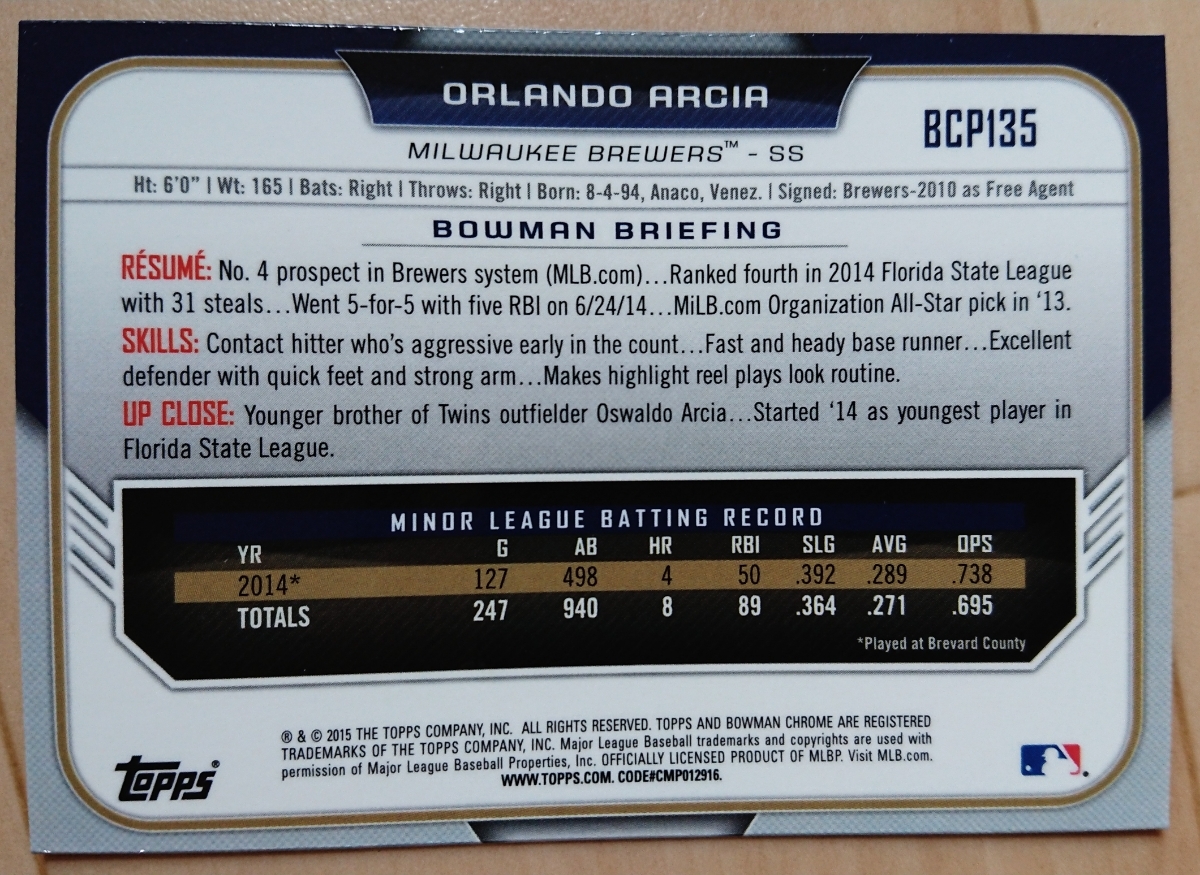 ORLANDO ARCIA
BCP135
MILWAUKEE BREWERS™ - SS
Ht: 6'0" | Wt: 165 | Bats: Right | Throws: Right | Born: 8-4-94, Anaco, Venez. | Signed: Brewers-2010 as Free Agent
BOWMAN BRIEFING
RÉSUMÉ: No. 4 prospect in Brewers system (MLB.com)...Ranked fourth in 2014 Florida State League
with 31 steals...Went 5-for-5 with five RBI on 6/24/14...MiLB.com Organization All-Star pick in '13.
SKILLS: Contact hitter who's aggressive early in the count...Fast and heady base runner...Excellent
defender with quick feet and strong arm...Makes highlight reel plays look routine.
UP CLOSE: Younger brother of Twins outfielder Oswaldo Arcia...Started '14 as youngest player in
Florida State League.
MINOR LEAGUE BATTING RECORD
YR G AB HR RBI SLG AVG OPS
2014* 127 498 4 50 .392 .289 .738
TOTALS 247 940 8 89 .364 .271 .695
*Played at Brevard County
® & © 2015 THE TOPPS COMPANY, INC. ALL RIGHTS RESERVED. TOPPS AND BOWMAN CHROME ARE REGISTERED
TRADEMARKS OF THE TOPPS COMPANY, INC. Major League Baseball trademarks and copyrights are used with
permission of Major League Baseball Properties, Inc. OFFICIALLY LICENSED PRODUCT OF MLBP. Visit MLB.com.
WWW.TOPPS.COM. CODE#CMP012916.
Topps®